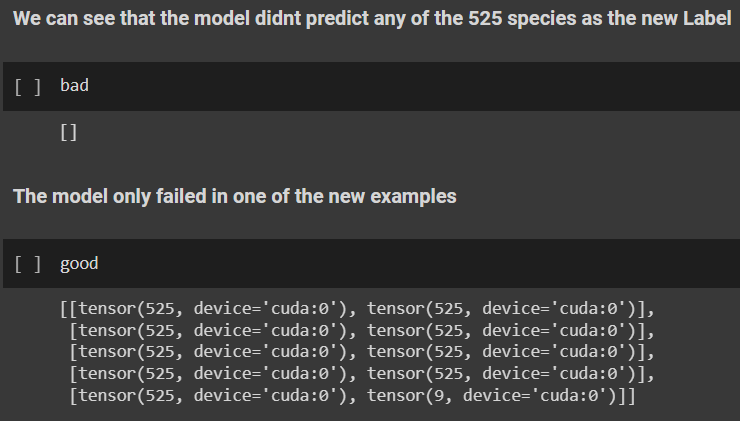 We can see that the model didnt predict any of the 525 species as the new Label
[ ] bad
[]
The model only failed in one of the new examples
[ ] good
[[tensor(525, device='cuda:0'), tensor(525, device='cuda:0')],
[tensor(525, device='cuda:0'), tensor(525, device='cuda:0')],
[tensor(525, device='cuda:0'), tensor(525, device='cuda:0')],
[tensor(525, device='cuda:0'), tensor(525, device='cuda:0')],
[tensor(525, device='cuda:0'), tensor(9, device='cuda:0')]]